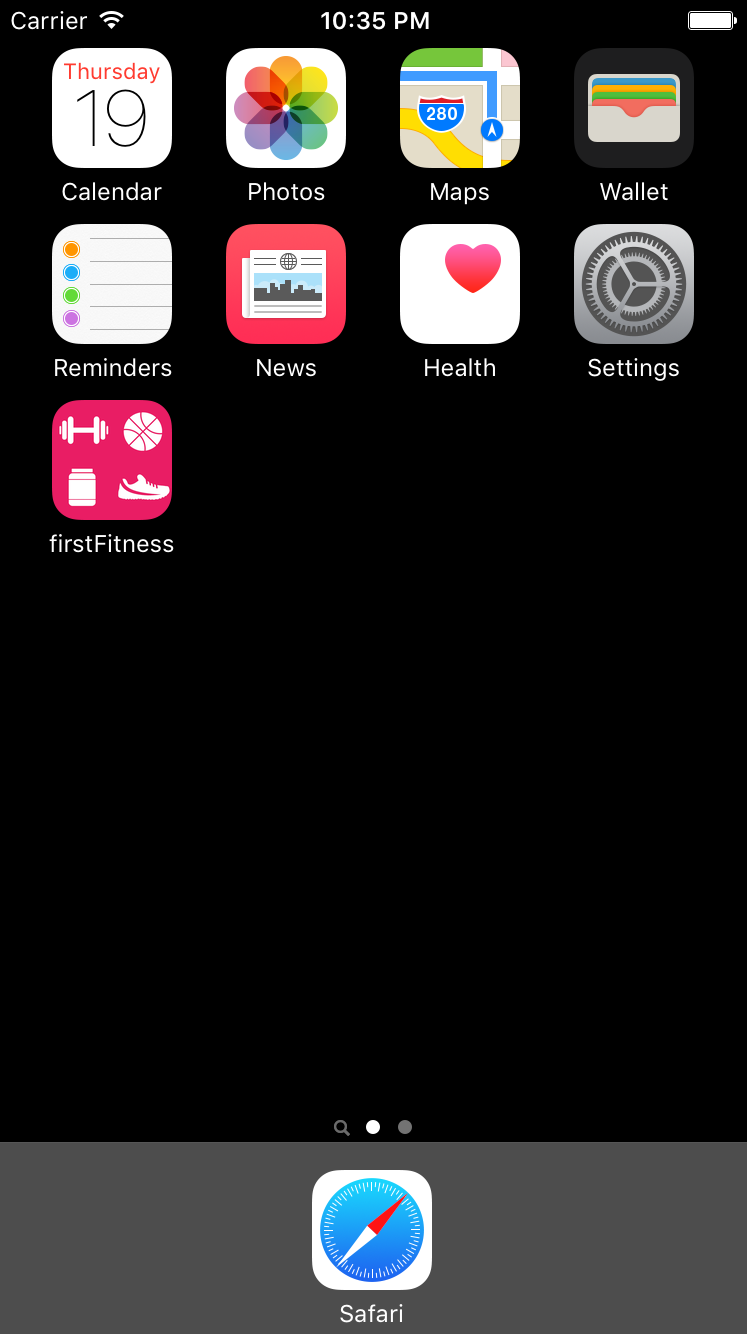 Carrier 10:35 PM
Thursday
19
280
Calendar Photos Maps Wallet
Reminders News Health Settings
firstFitness
Safari